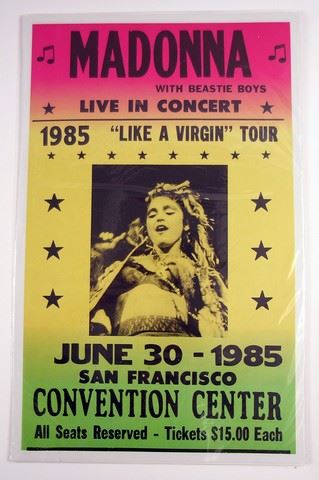 MADONNA
WITH BEASTIE BOYS
LIVE IN CONCERT
1985 "LIKE A VIRGIN" TOUR
JUNE 30 - 1985
SAN FRANCISCO
CONVENTION CENTER
All Seats Reserved - Tickets $15.00 Each